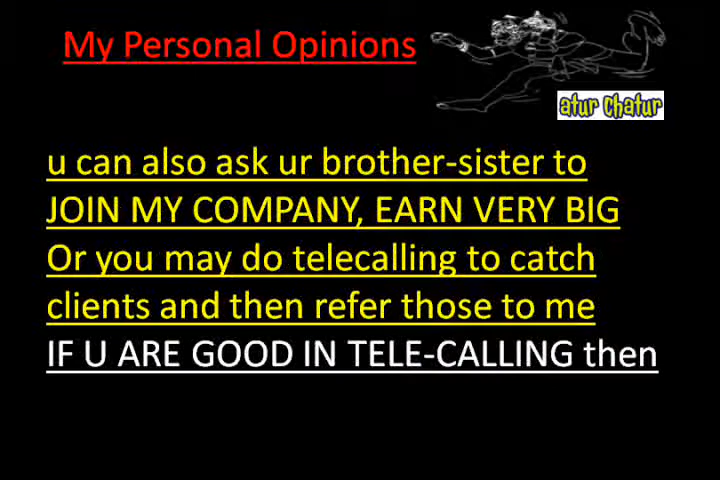 My Personal Opinions
atur chatur
u can also ask ur brother-sister to
JOIN MY COMPANY, EARN VERY BIG
Or you may do telecalling to catch
clients and then refer those to me
IF U ARE GOOD IN TELE-CALLING then